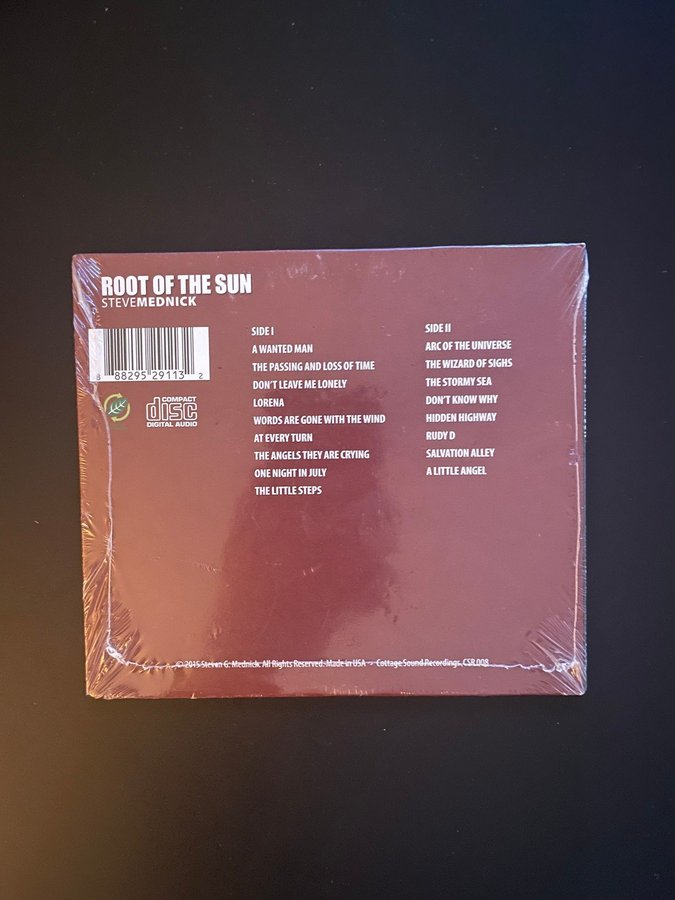 ROOT OF THE SUN
STEVEMEDNICK
8 88295 29113 2
COMPACT
disc
DIGITAL AUDIO
SIDE I
A WANTED MAN
THE PASSING AND LOSS OF TIME
DON'T LEAVE ME LONELY
LORENA
WORDS ARE GONE WITH THE WIND
AT EVERY TURN
THE ANGELS THEY ARE CRYING
ONE NIGHT IN JULY
THE LITTLE STEPS
SIDE II
ARC OF THE UNIVERSE
THE WIZARD OF SIGHS
THE STORMY SEA
DON'T KNOW WHY
HIDDEN HIGHWAY
RUDY D
SALVATION ALLEY
A LITTLE ANGEL
© 2015 Steven G. Mednick. All Rights Reserved. Made in USA - Cottage Sound Recordings, CSR 008